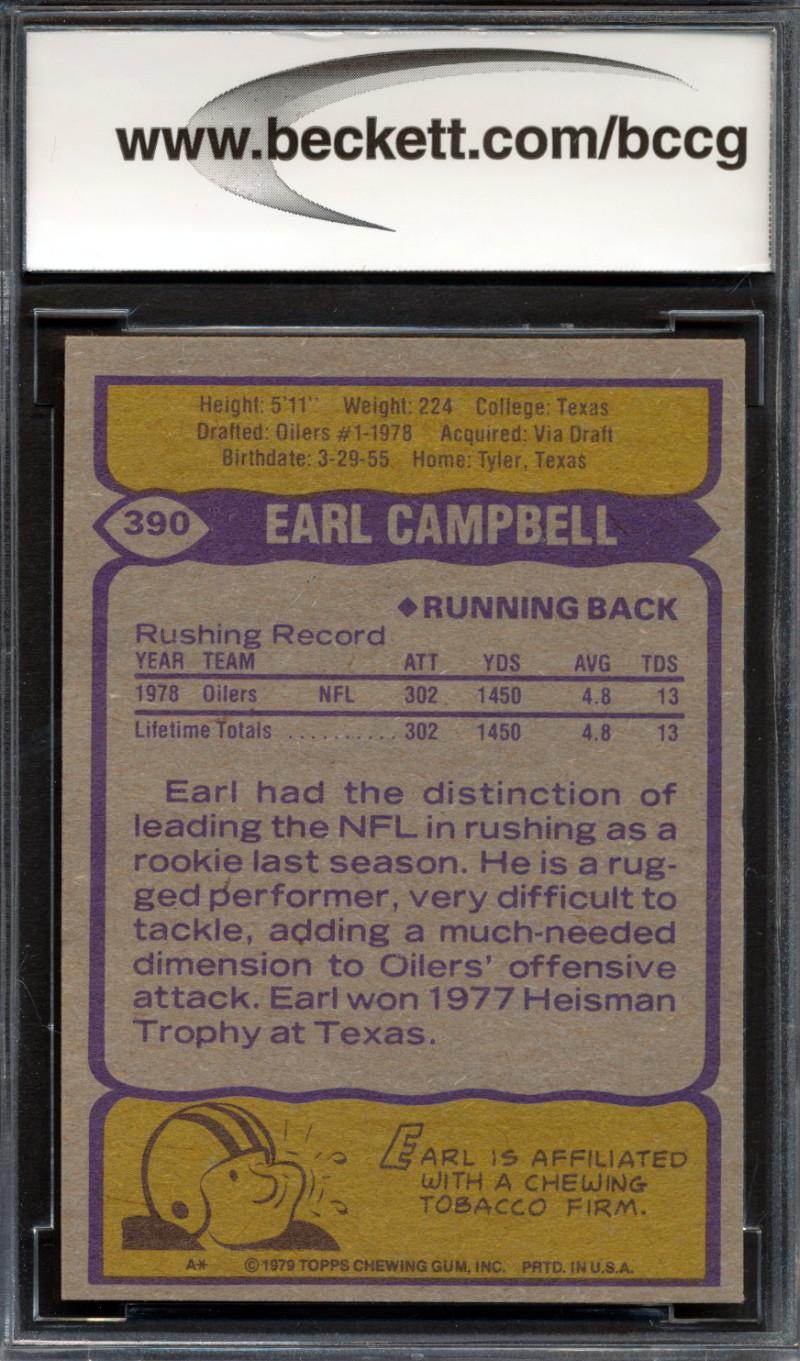 www.beckett.com/bccg
Height: 5'11" Weight: 224 College: Texas
Drafted: Oilers #1-1978 Acquired: Via Draft
Birthdate: 3-29-55 Home: Tyler, Texas
390 EARL CAMPBELL
◆RUNNING BACK
Rushing Record
YEAR TEAM ATT YDS AVG TDS
1978 Oilers NFL 302 1450 4.8 13
Lifetime Totals .......... 302 1450 4.8 13
Earl had the distinction of
leading the NFL in rushing as a
rookie last season. He is a rug-
ged performer, very difficult to
tackle, adding a much-needed
dimension to Oilers' offensive
attack. Earl won 1977 Heisman
Trophy at Texas.
EARL IS AFFILIATED
WITH A CHEWING
TOBACCO FIRM.
A* © 1979 TOPPS CHEWING GUM, INC. PRTD. IN U.S.A.